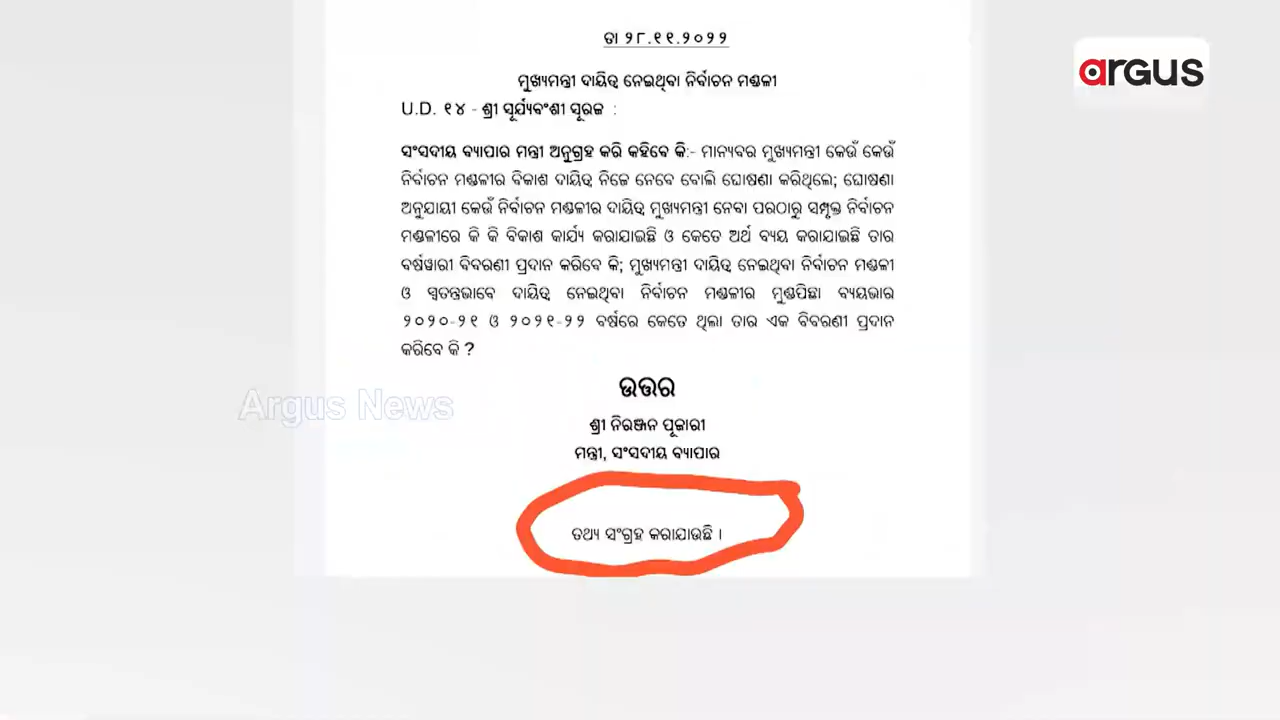 ତା ୨୮.୧୧.୨୦୨୨
argus
ମୁଖ୍ୟମନ୍ତ୍ରୀ ଦାୟିତ୍ୱ ନେଇଥିବା ନିର୍ବାଚନ ମଣ୍ଡଳୀ
U.D. ୧୪ - ଶ୍ରୀ ସୂର୍ଯ୍ୟବଂଶୀ ସୂରଜ :
ସଂସଦୀୟ ବ୍ୟାପାର ମନ୍ତ୍ରୀ ଅନୁଗ୍ରହ କରି କହିବେ କି:- ମାନ୍ୟବର ମୁଖ୍ୟମନ୍ତ୍ରୀ କେଉଁ କେଉଁ
ନିର୍ବାଚନ ମଣ୍ଡଳୀର ବିକାଶ ଦାୟିତ୍ୱ ନିଜେ ନେବେ ବୋଲି ଘୋଷଣା କରିଥିଲେ; ଘୋଷଣା
ଅନୁଯାୟୀ କେଉଁ ନିର୍ବାଚନ ମଣ୍ଡଳୀର ଦାୟିତ୍ୱ ମୁଖ୍ୟମନ୍ତ୍ରୀ ନେବା ପରଠାରୁ ସମ୍ପୃକ୍ତ ନିର୍ବାଚନ
ମଣ୍ଡଳୀରେ କି କି ବିକାଶ କାର୍ଯ୍ୟ କରାଯାଇଛି ଓ କେତେ ଅର୍ଥ ବ୍ୟୟ କରାଯାଇଛି ତାର
ବର୍ଷୱାରୀ ବିବରଣୀ ପ୍ରଦାନ କରିବେ କି; ମୁଖ୍ୟମନ୍ତ୍ରୀ ଦାୟିତ୍ୱ ନେଇଥିବା ନିର୍ବାଚନ ମଣ୍ଡଳୀ
ଓ ସ୍ୱତନ୍ତ୍ରଭାବେ ଦାୟିତ୍ୱ ନେଇଥିବା ନିର୍ବାଚନ ମଣ୍ଡଳୀର ମୁଣ୍ଡପିଛା ବ୍ୟୟଭାର
୨୦୨୦-୨୧ ଓ ୨୦୨୧-୨୨ ବର୍ଷରେ କେତେ ଥିଲା ତାର ଏକ ବିବରଣୀ ପ୍ରଦାନ
କରିବେ କି ?
ଉତ୍ତର
Argus News
ଶ୍ରୀ ନିରଞ୍ଜନ ପୂଜାରୀ
ମନ୍ତ୍ରୀ, ସଂସଦୀୟ ବ୍ୟାପାର
ତଥ୍ୟ ସଂଗ୍ରହ କରାଯାଉଛି ।